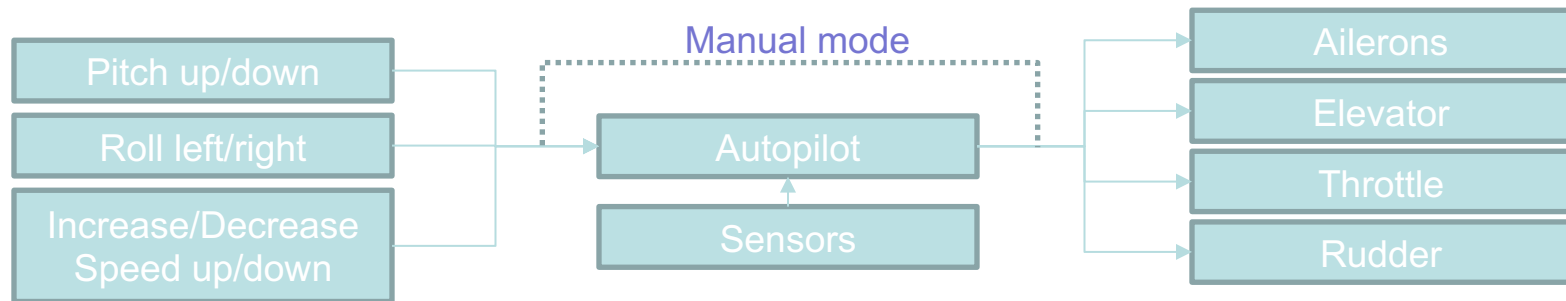 Manual mode
Pitch up/down
Roll left/right
Increase/Decrease
Speed up/down
Autopilot
Sensors
Ailerons
Elevator
Throttle
Rudder